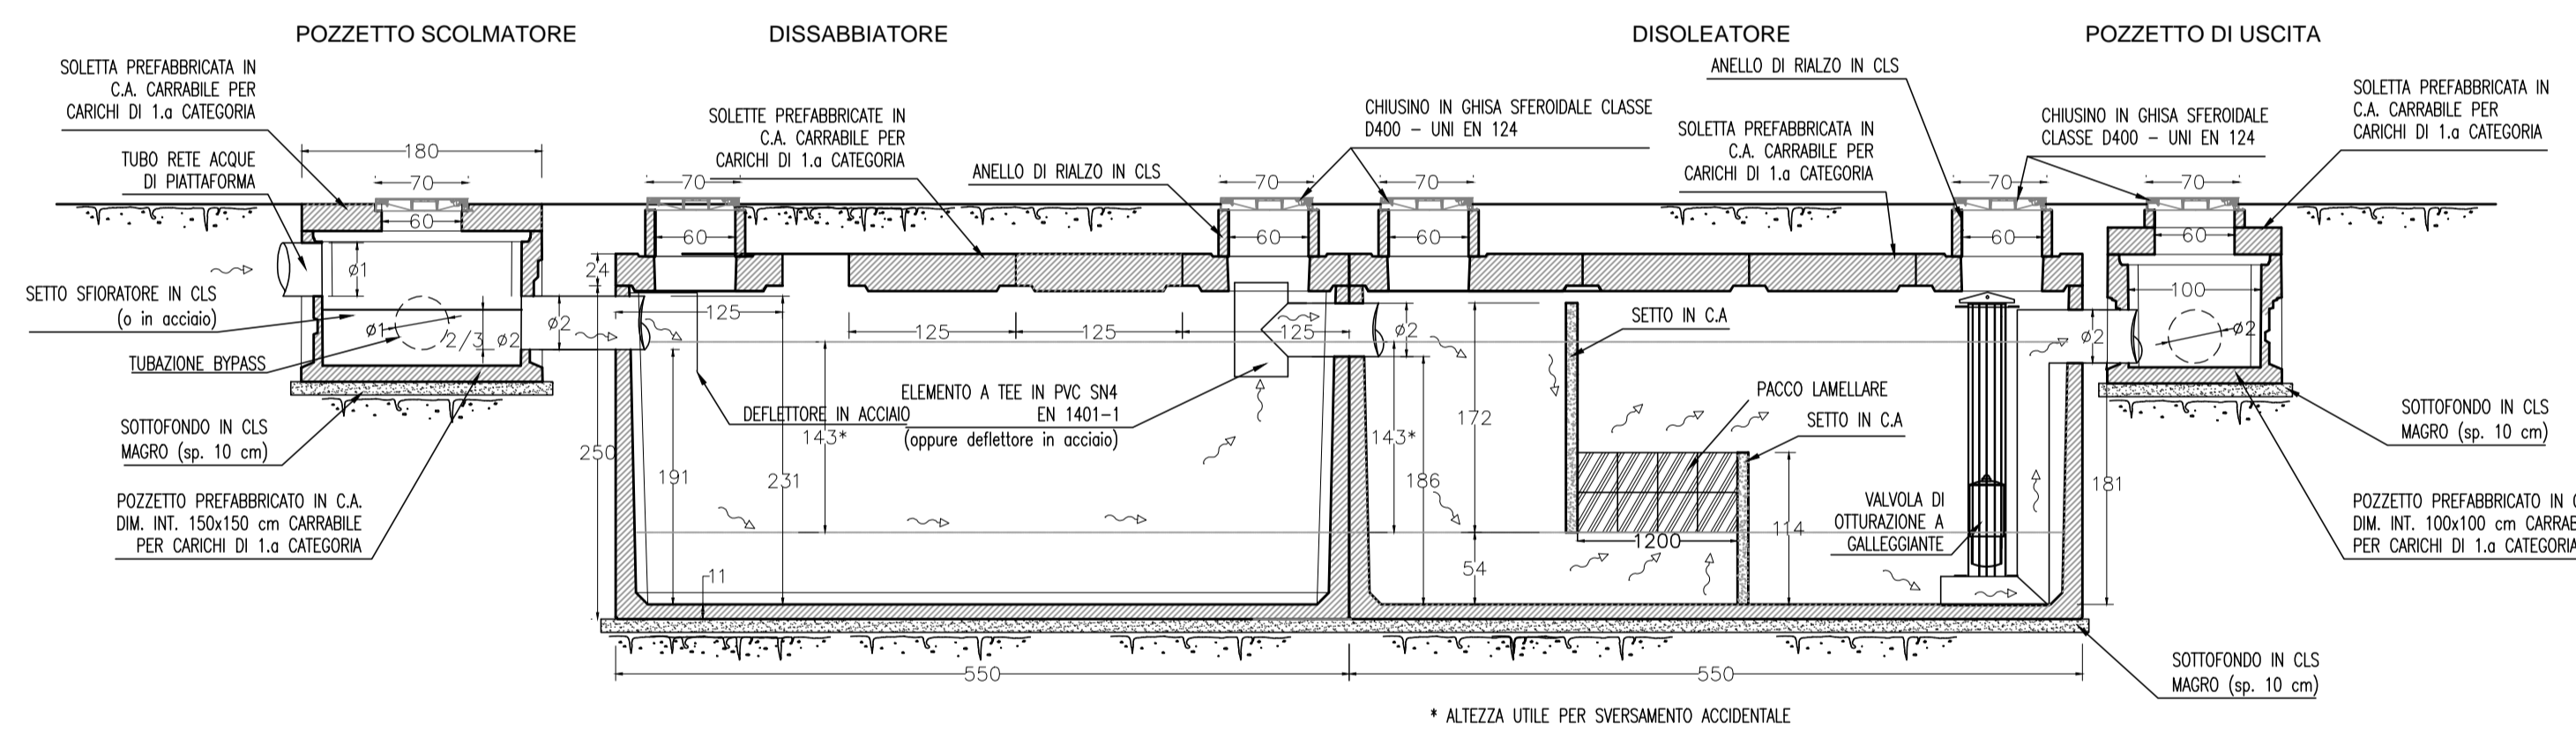 POZZETTO SCOLMATORE
DISSABBIATORE
DISOLEATORE
POZZETTO DI USCITA
SOLETTA PREFABBRICATA IN
C.A. CARRABILE PER
CARICHI DI 1.a CATEGORIA
TUBO RETE ACQUE
DI PIATTAFORMA
SETTO SFIORATORE IN CLS
(o in acciaio)
TUBAZIONE BYPASS
SOTTOFONDO IN CLS
MAGRO (sp. 10 cm)
POZZETTO PREFABBRICATO IN C.A.
DIM. INT. 150x150 cm CARRABILE
PER CARICHI DI 1.a CATEGORIA
180
70
60
ø1
ø1
2/3 ø2
ø2
SOLETTE PREFABBRICATE IN
C.A. CARRABILE PER
CARICHI DI 1.a CATEGORIA
ANELLO DI RIALZO IN CLS
CHIUSINO IN GHISA SFEROIDALE CLASSE
D400 - UNI EN 124
70
60
70
60
70
60
24
250
125
125
125
125
DEFLETTORE IN ACCIAIO
ELEMENTO A TEE IN PVC SN4
EN 1401-1
(oppure deflettore in acciaio)
143*
191
231
11
550
ANELLO DI RIALZO IN CLS
SOLETTA PREFABBRICATA IN
C.A. CARRABILE PER
CARICHI DI 1.a CATEGORIA
CHIUSINO IN GHISA SFEROIDALE
CLASSE D400 - UNI EN 124
70
60
ø2
SETTO IN C.A
PACCO LAMELLARE
SETTO IN C.A
172
143*
186
54
1200
114
VALVOLA DI
OTTURAZIONE A
GALLEGGIANTE
181
550
SOLETTA PREFABBRICATA IN
C.A. CARRABILE PER
CARICHI DI 1.a CATEGORIA
70
60
100
ø2
ø2
SOTTOFONDO IN CLS
MAGRO (sp. 10 cm)
POZZETTO PREFABBRICATO IN
DIM. INT. 100x100 cm CARRAB
PER CARICHI DI 1.a CATEGORIA
SOTTOFONDO IN CLS
MAGRO (sp. 10 cm)
* ALTEZZA UTILE PER SVERSAMENTO ACCIDENTALE